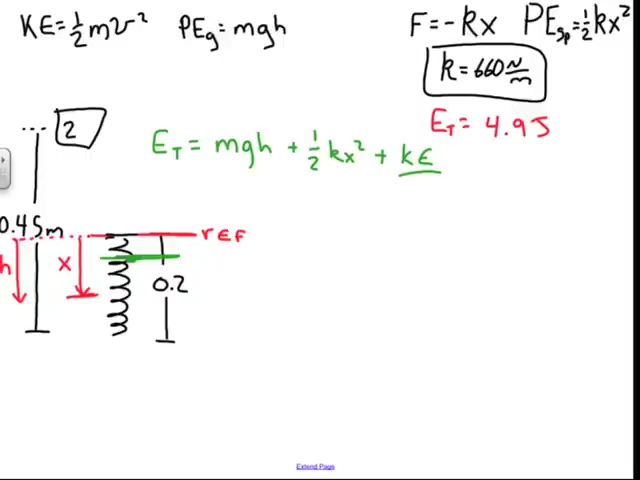 KE = ½mv² PEg = mgh F = -kx PEsp = ½kx²
k = 660 N/m
ET = 4.9J
2
ET = mgh + ½kx² + kE
0.45m
rEF
h x
0.2
Extend Page